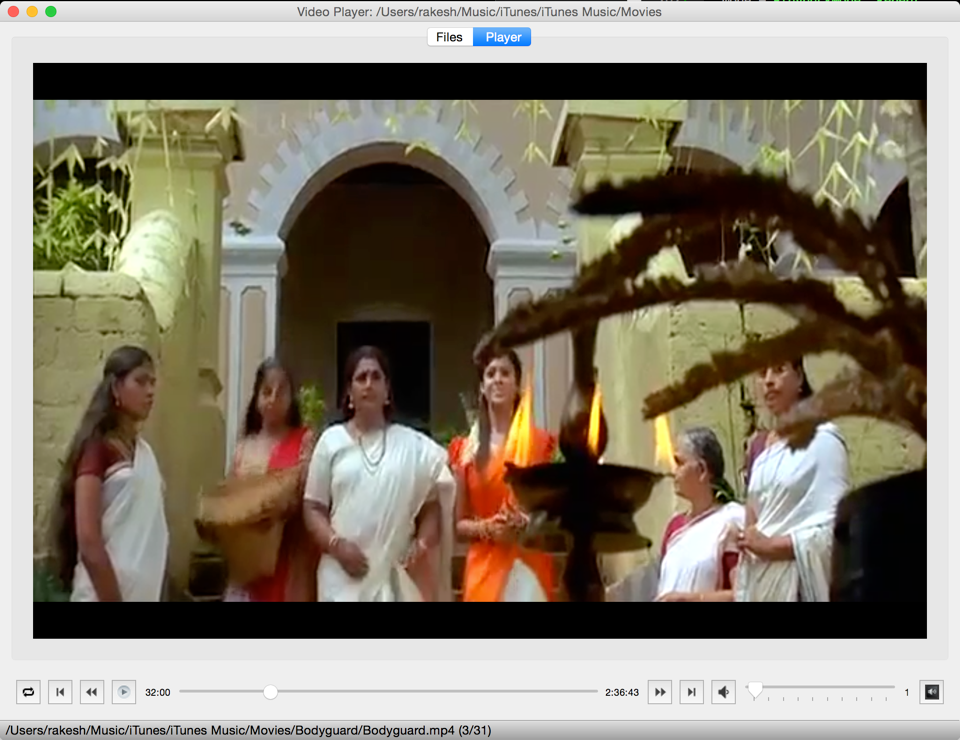 Video Player: /Users/rakesh/Music/iTunes/iTunes Music/Movies
Files Player
32:00 2:36:43 1
/Users/rakesh/Music/iTunes/iTunes Music/Movies/Bodyguard/Bodyguard.mp4 (3/31)